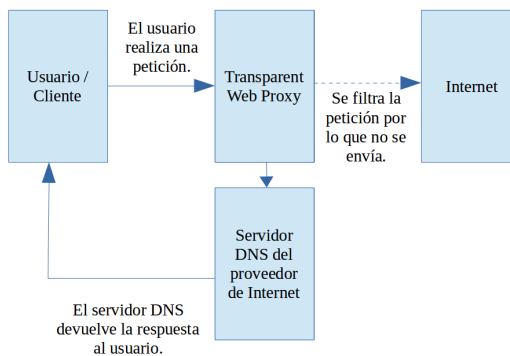 El usuario
realiza una
petición.
Usuario /
Cliente
Transparent
Web Proxy
Internet
Se filtra la
petición por
lo que no se
envía.
Servidor
DNS del
proveedor
de Internet
El servidor DNS
devuelve la respuesta
al usuario.